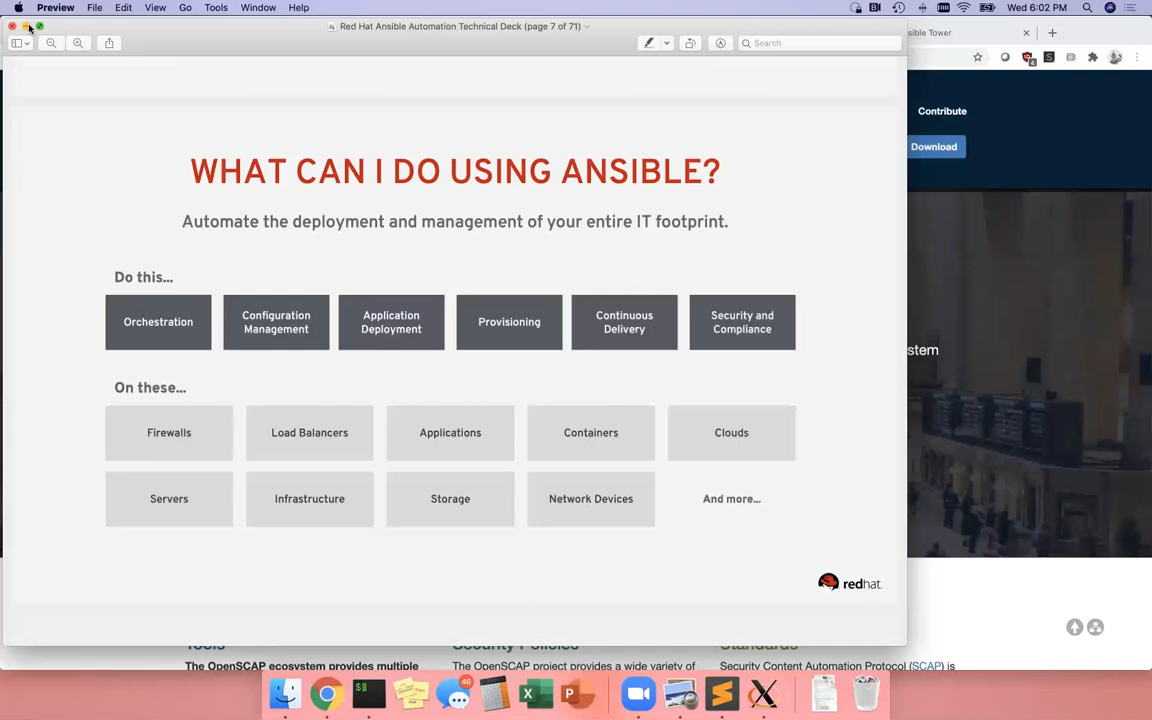 Preview File Edit View Go Tools Window Help Wed 6:02 PM
Red Hat Ansible Automation Technical Deck (page 7 of 71)
sible Tower
Search
Contribute
Download
WHAT CAN I DO USING ANSIBLE?
Automate the deployment and management of your entire IT footprint.
Do this...
Orchestration
Configuration
Management
Application
Deployment
Provisioning
Continuous
Delivery
Security and
Compliance
stem
On these...
Firewalls
Load Balancers
Applications
Containers
Clouds
Servers
Infrastructure
Storage
Network Devices
And more...
redhat.
Tools
The OpenSCAP ecosystem provides multiple
Security Policies
The OpenSCAP project provides a wide variety of
Standards
Security Content Automation Protocol (SCAP) is
46